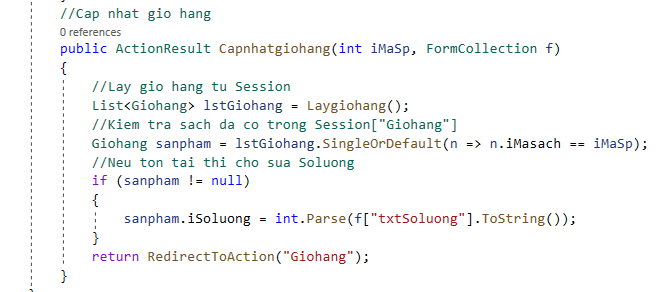 //Cap nhat gio hang
0 references
public ActionResult Capnhatgiohang(int iMaSp, FormCollection f)
{
//Lay gio hang tu Session
List<Giohang> lstGiohang = Laygiohang();
//Kiem tra sach da co trong Session["Giohang"]
Giohang sanpham = lstGiohang.SingleOrDefault(n => n.iMasach == iMaSp);
//Neu ton tai thi cho sua Soluong
if (sanpham != null)
{
sanpham.iSoluong = int.Parse(f["txtSoluong"].ToString());
}
return RedirectToAction("Giohang");
}